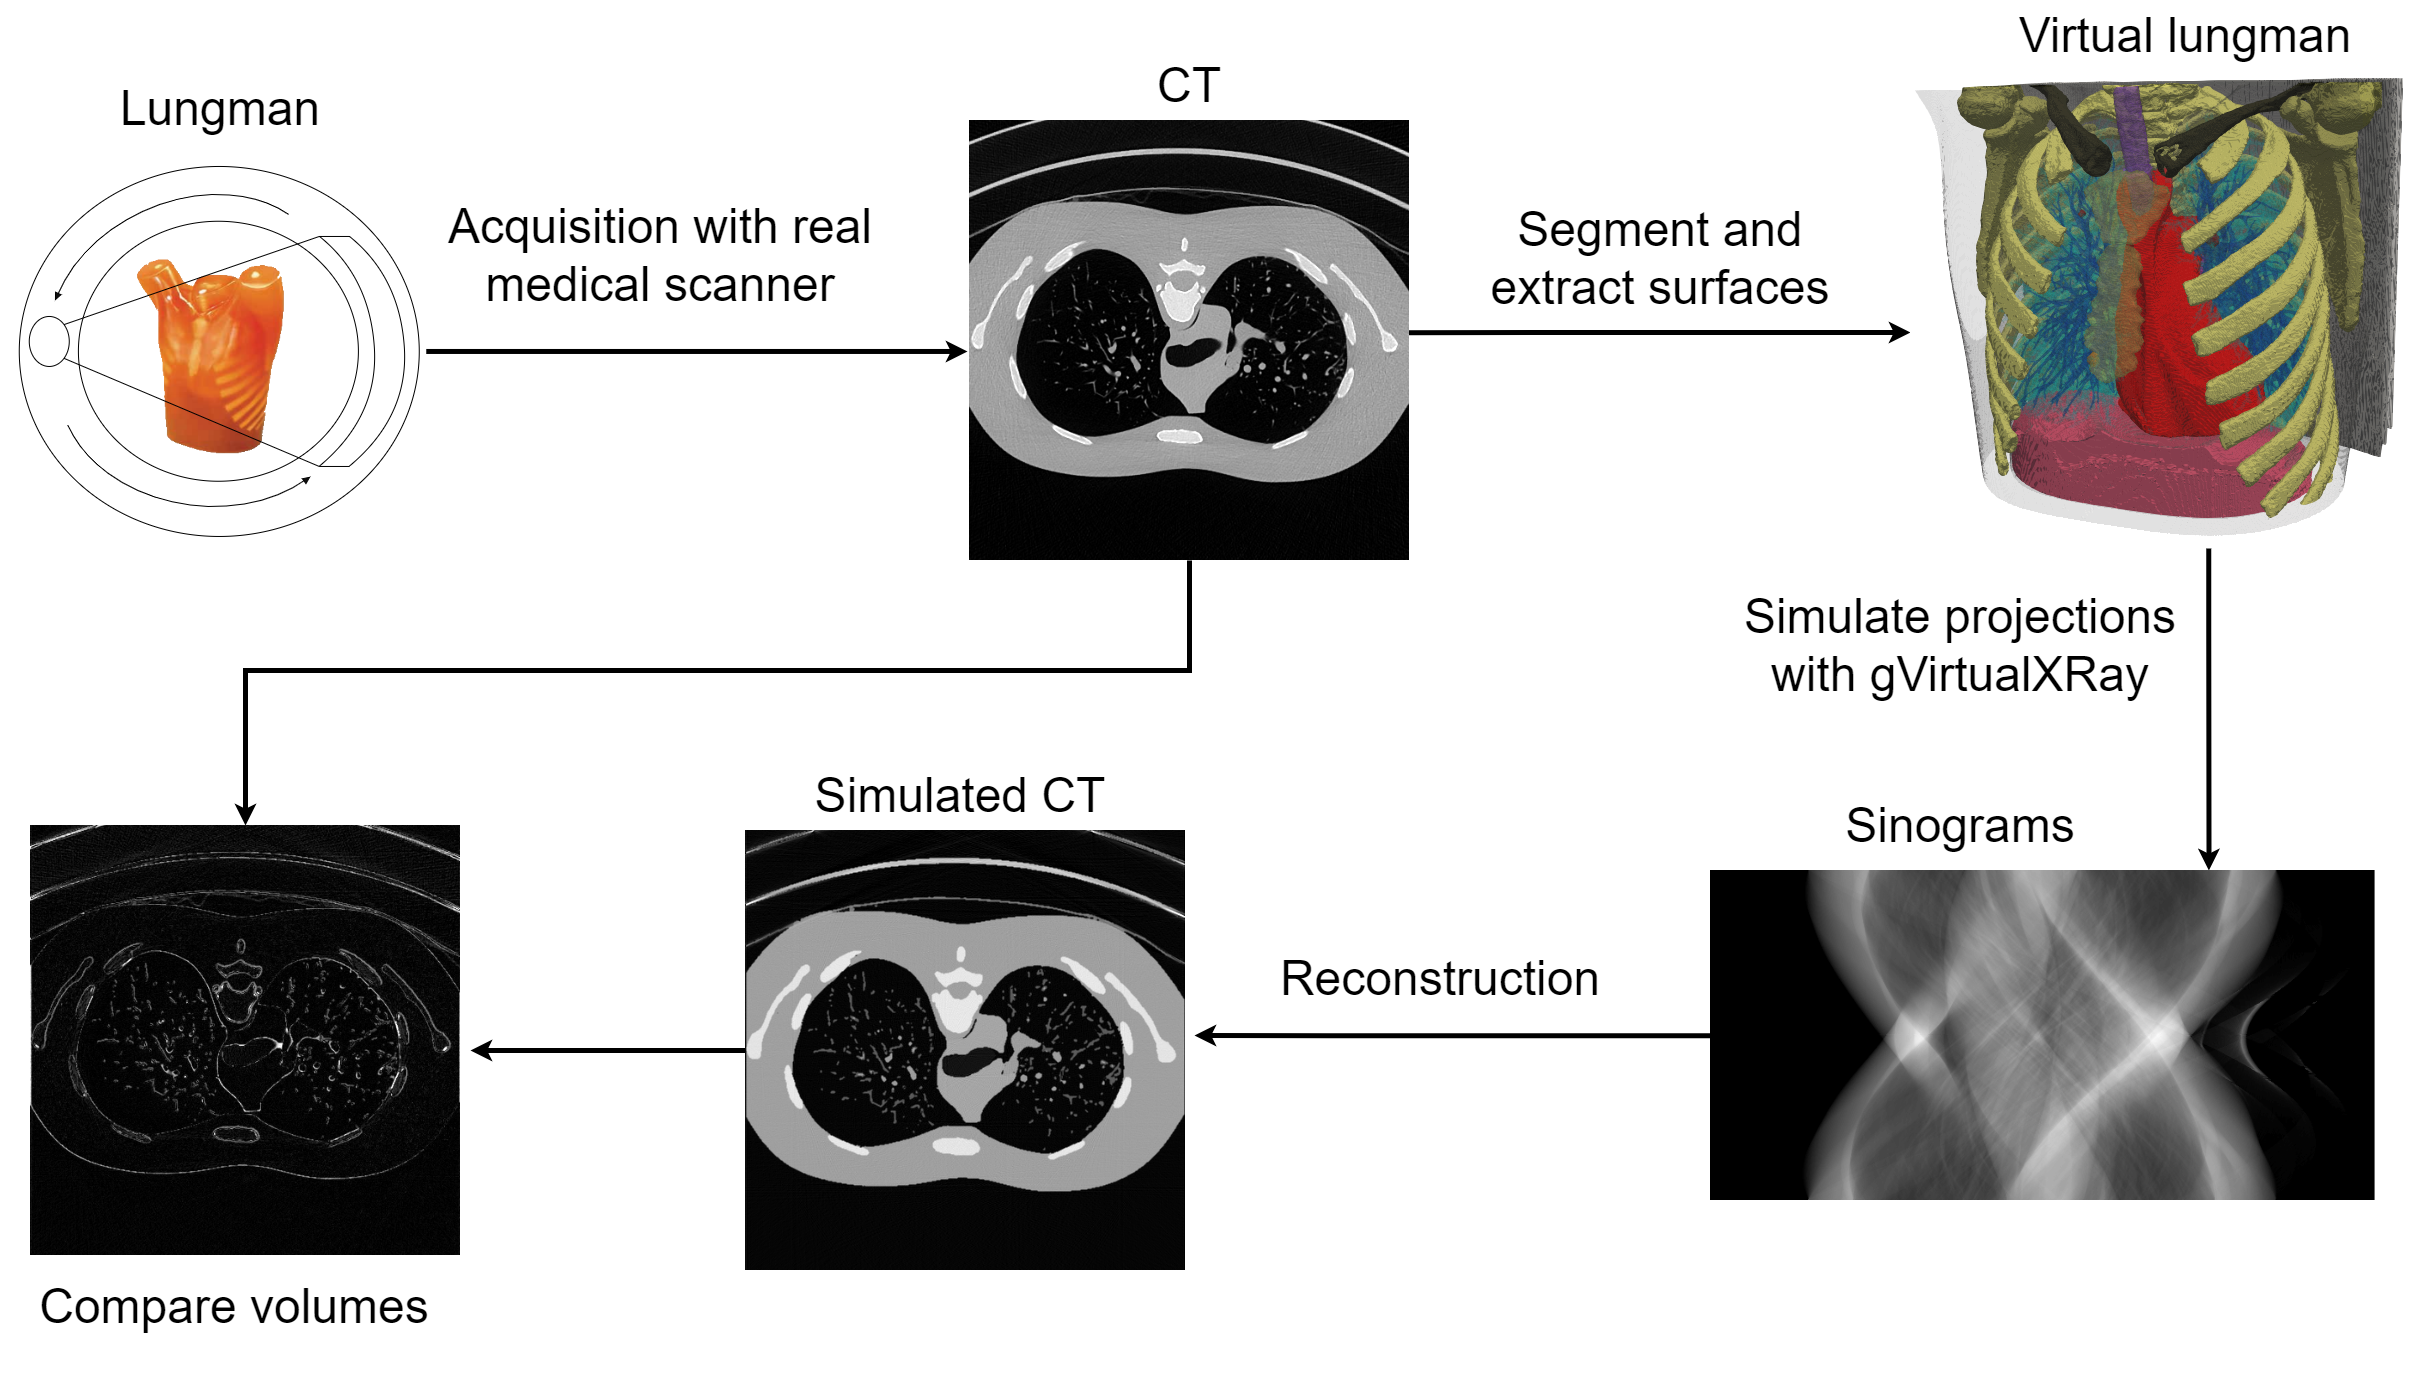 Lungman
Acquisition with real
medical scanner
CT
Segment and
extract surfaces
Virtual lungman
Simulate projections
with gVirtualXRay
Sinograms
Reconstruction
Simulated CT
Compare volumes